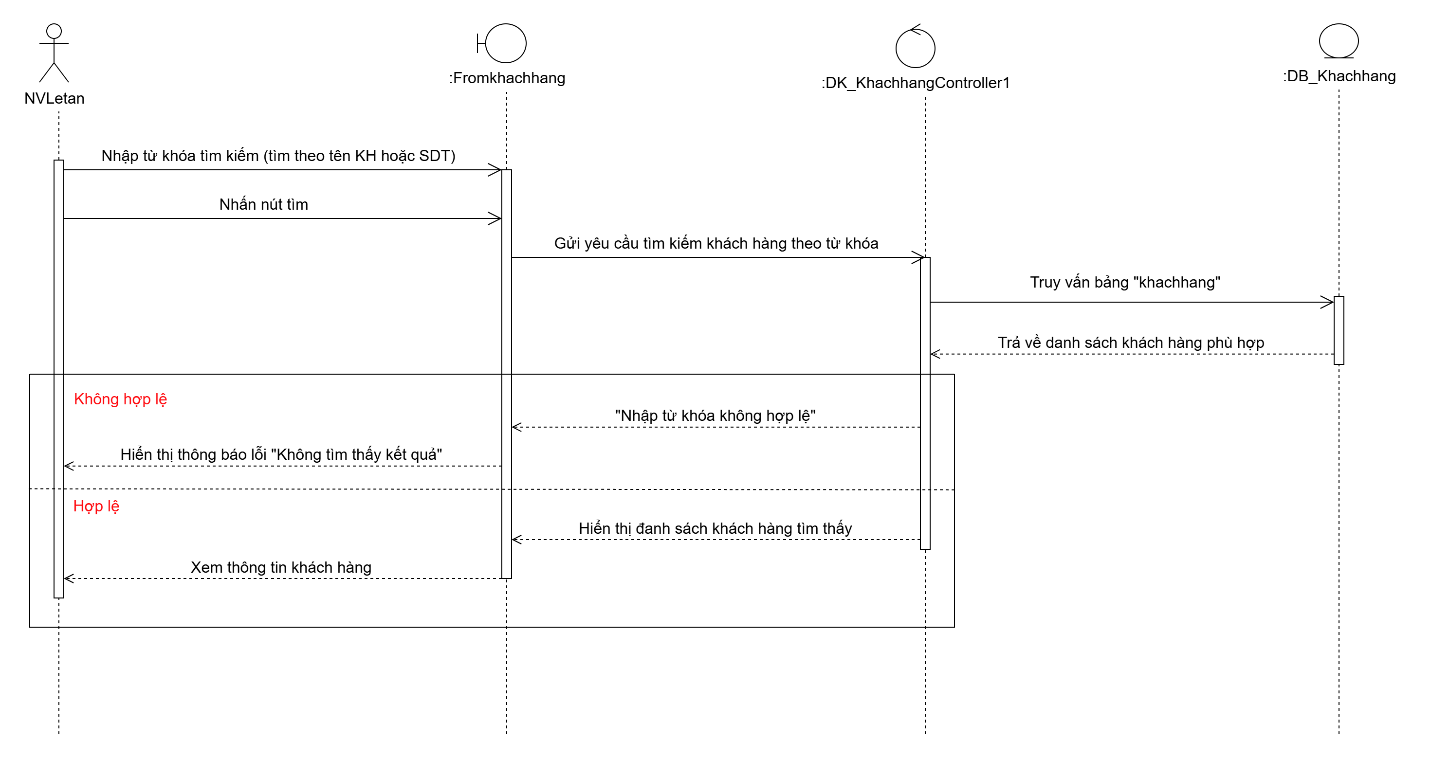 NVLetan
:Fromkhachhang
:DK_KhachhangController1
:DB_Khachhang
Nhập từ khóa tìm kiếm (tìm theo tên KH hoặc SDT)
Nhấn nút tìm
Gửi yêu cầu tìm kiếm khách hàng theo từ khóa
Truy vấn bảng "khachhang"
Trả về danh sách khách hàng phù hợp
Không hợp lệ
"Nhập từ khóa không hợp lệ"
Hiển thị thông báo lỗi "Không tìm thấy kết quả"
Hợp lệ
Hiển thị danh sách khách hàng tìm thấy
Xem thông tin khách hàng